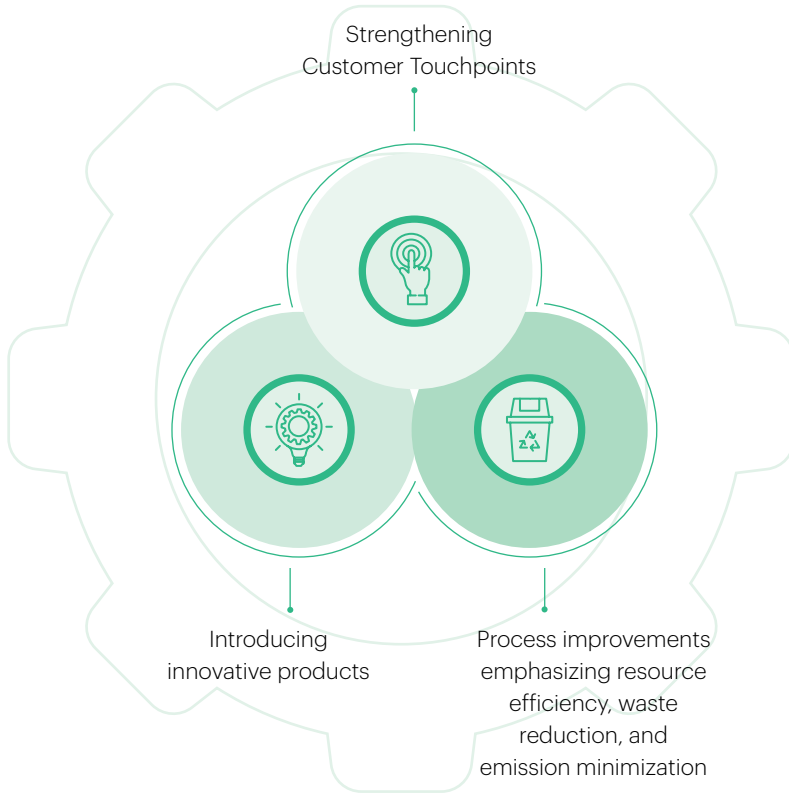 Strengthening
Customer Touchpoints
Introducing
innovative products
Process improvements
emphasizing resource
efficiency, waste
reduction, and
emission minimization